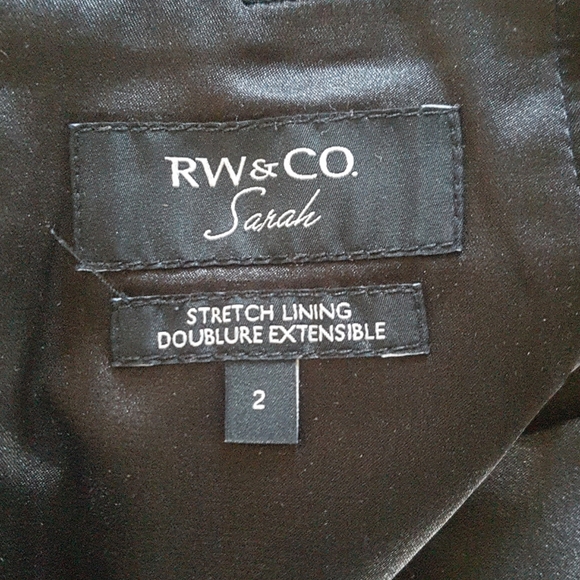 RW&CO.
Sarah
STRETCH LINING
DOUBLURE EXTENSIBLE
2